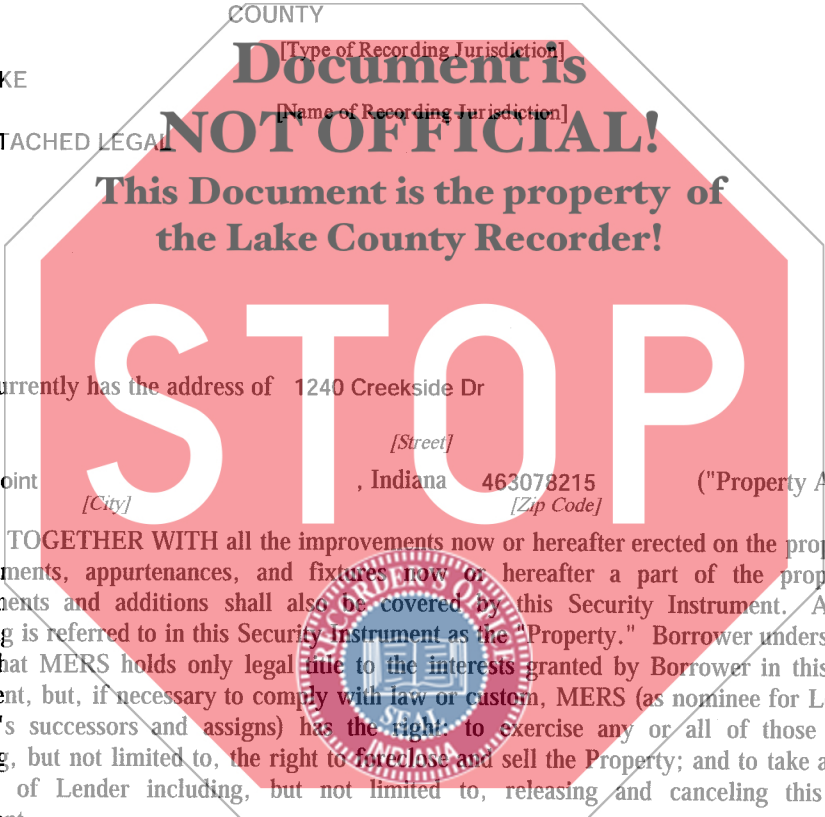 COUNTY
[Type of Recording Jurisdiction]
Document is
KE
[Name of Recording Jurisdiction]
NOT OFFICIAL!
TACHED LEGAL
This Document is the property of
the Lake County Recorder!
STOP
urrently has the address of 1240 Creekside Dr
[Street]
oint , Indiana 463078215 ("Property A
[City] [Zip Code]
TOGETHER WITH all the improvements now or hereafter erected on the prop
ments, appurtenances, and fixtures now or hereafter a part of the prop
ents and additions shall also be covered by this Security Instrument. A
g is referred to in this Security Instrument as the "Property." Borrower unders
hat MERS holds only legal title to the interests granted by Borrower in this
ent, but, if necessary to comply with law or custom, MERS (as nominee for L
's successors and assigns) has the right: to exercise any or all of those
g, but not limited to, the right to foreclose and sell the Property; and to take a
of Lender including, but not limited to, releasing and canceling this
RECORDER'S OFFICE
SEAL
INDIANA